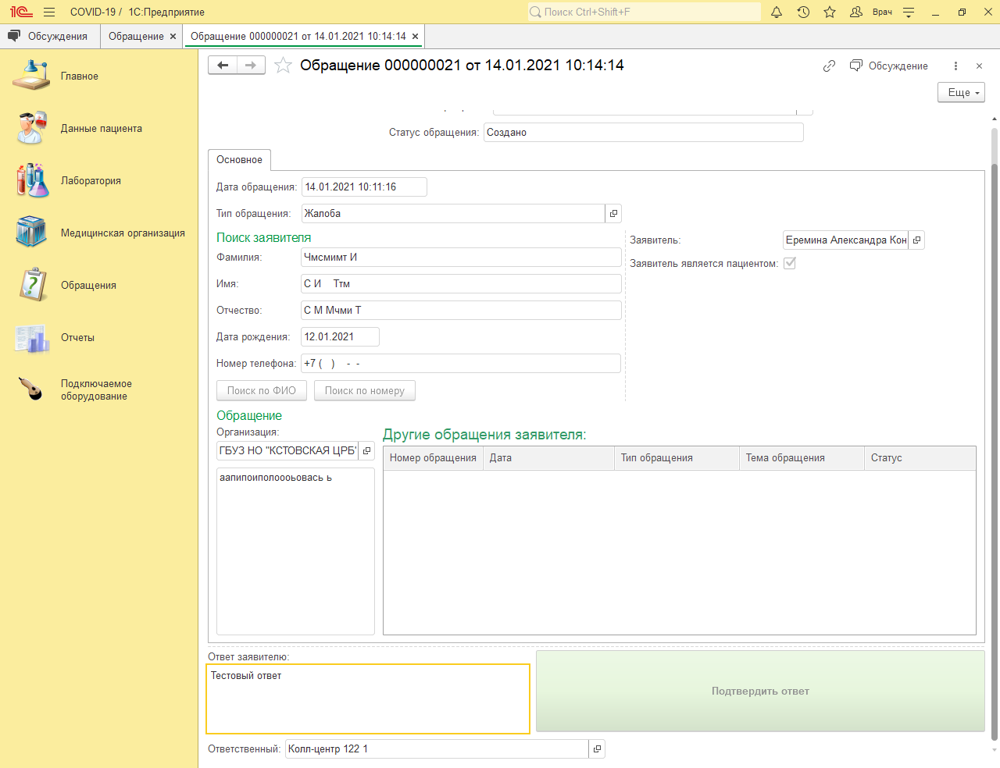 1С COVID-19 / 1С:Предприятие Поиск Ctrl+Shift+F Врач
Обсуждения Обращение × Обращение 000000021 от 14.01.2021 10:14:14 ×
Обращение 000000021 от 14.01.2021 10:14:14
Обсуждение
Еще
Главное
Данные пациента
Лаборатория
Медицинская организация
Обращения
Отчеты
Подключаемое
оборудование
Статус обращения: Создано
Основное
Дата обращения: 14.01.2021 10:11:16
Тип обращения: Жалоба
Поиск заявителя
Фамилия: Чмсмимт И
Имя: С И Ттм
Отчество: С М Мчми Т
Дата рождения: 12.01.2021
Номер телефона: +7 ( ) - -
Поиск по ФИО Поиск по номеру
Заявитель: Еремина Александра Кон
Заявитель является пациентом:
Обращение
Организация:
ГБУЗ НО "КСТОВСКАЯ ЦРБ"
аапипоиполоооьовась ь
Другие обращения заявителя:
Номер обращения Дата Тип обращения Тема обращения Статус
Ответ заявителю:
Тестовый ответ
Подтвердить ответ
Ответственный: Колл-центр 122 1